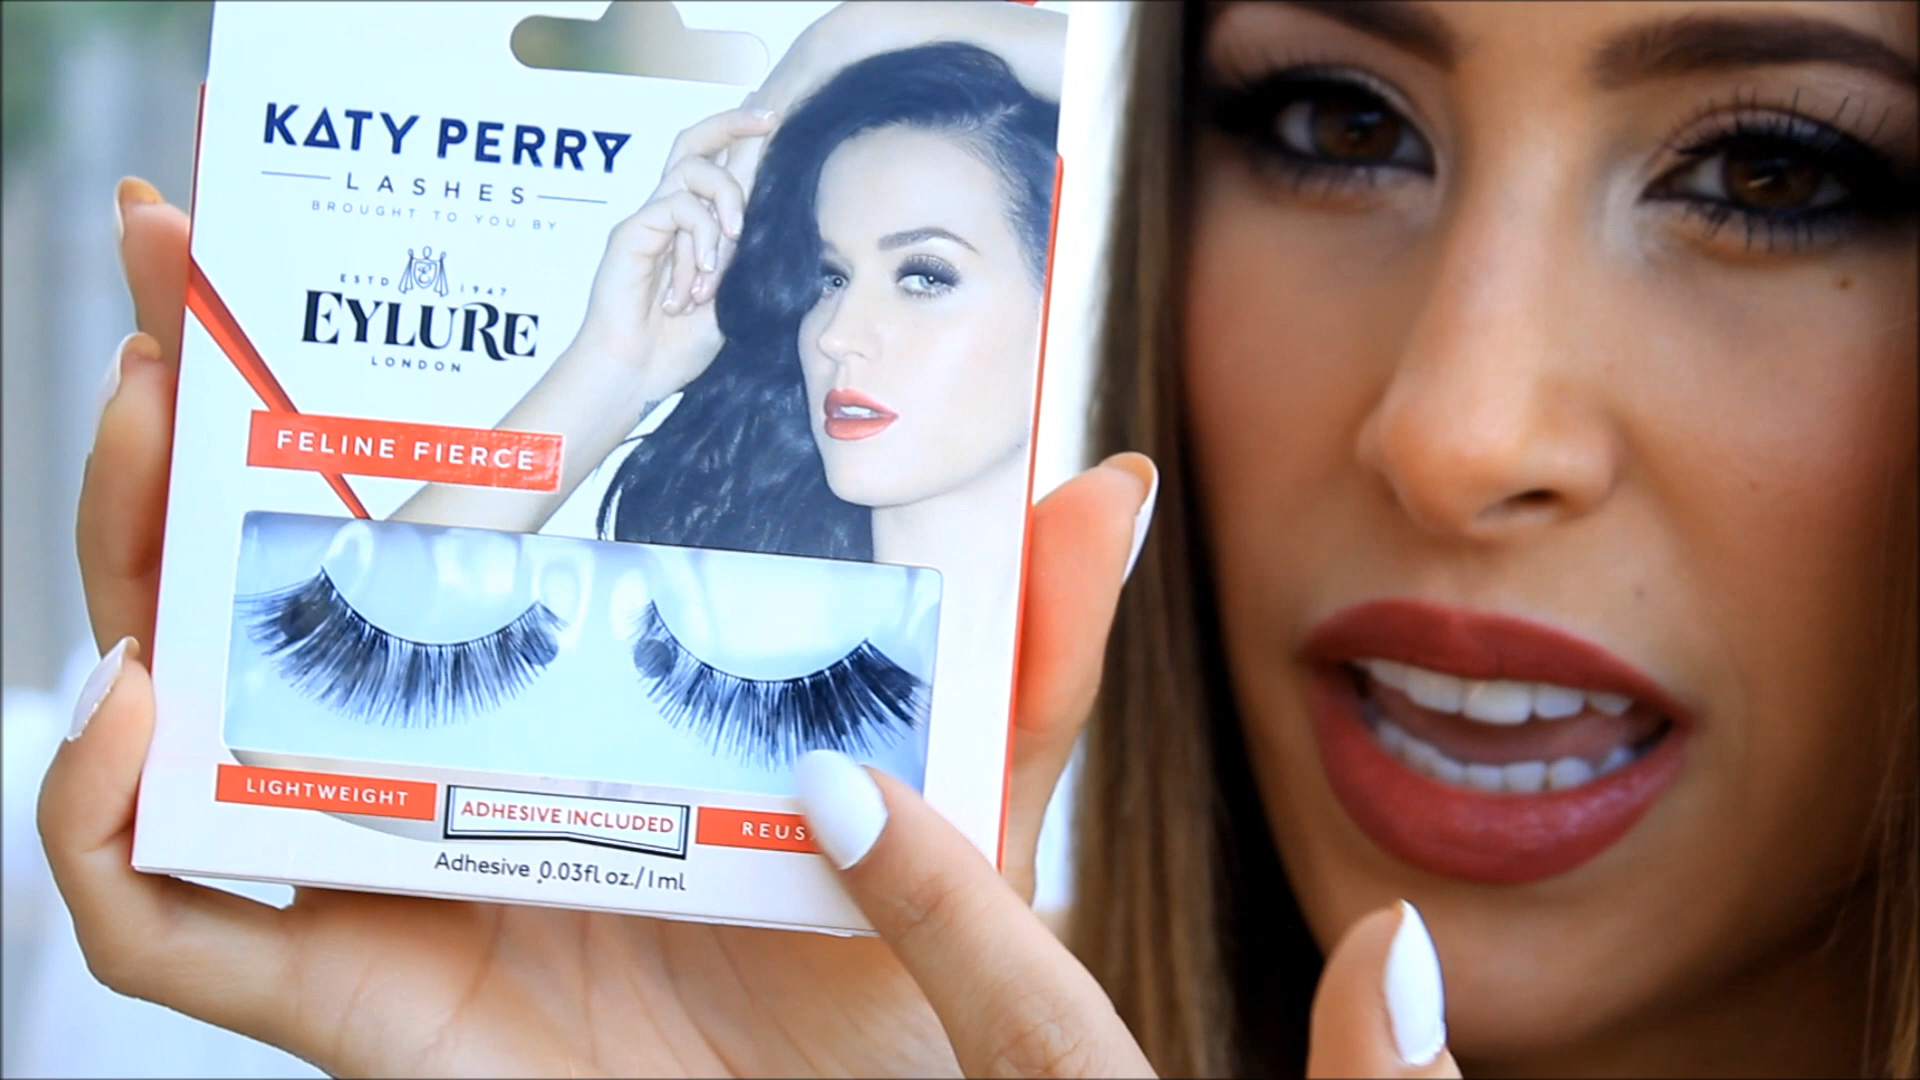 KATY PERRY
LASHES
BROUGHT TO YOU BY
ESTD 1947
EYLURE
LONDON
FELINE FIERCE
LIGHTWEIGHT
ADHESIVE INCLUDED
Adhesive 0.03fl oz./1ml